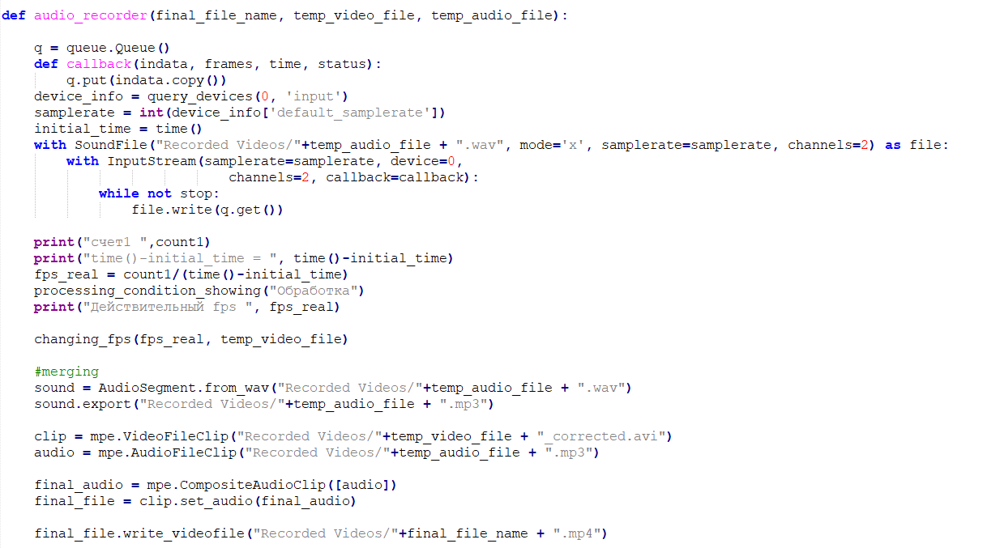 def audio_recorder(final_file_name, temp_video_file, temp_audio_file):
    q = queue.Queue()
    def callback(indata, frames, time, status):
        q.put(indata.copy())
    device_info = query_devices(0, 'input')
    samplerate = int(device_info['default_samplerate'])
    initial_time = time()
    with SoundFile("Recorded Videos/"+temp_audio_file + ".wav", mode='x', samplerate=samplerate, channels=2) as file:
        with InputStream(samplerate=samplerate, device=0,
                            channels=2, callback=callback):
            while not stop:
                file.write(q.get())
    print("счет1 ",count1)
    print("time()-initial_time = ", time()-initial_time)
    fps_real = count1/(time()-initial_time)
    processing_condition_showing("Обработка")
    print("Действительный fps ", fps_real)
    changing_fps(fps_real, temp_video_file)
    #merging
    sound = AudioSegment.from_wav("Recorded Videos/"+temp_audio_file + ".wav")
    sound.export("Recorded Videos/"+temp_audio_file + ".mp3")
    clip = mpe.VideoFileClip("Recorded Videos/"+temp_video_file + "_corrected.avi")
    audio = mpe.AudioFileClip("Recorded Videos/"+temp_audio_file + ".mp3")
    final_audio = mpe.CompositeAudioClip([audio])
    final_file = clip.set_audio(final_audio)
    final_file.write_videofile("Recorded Videos/"+final_file_name + ".mp4")